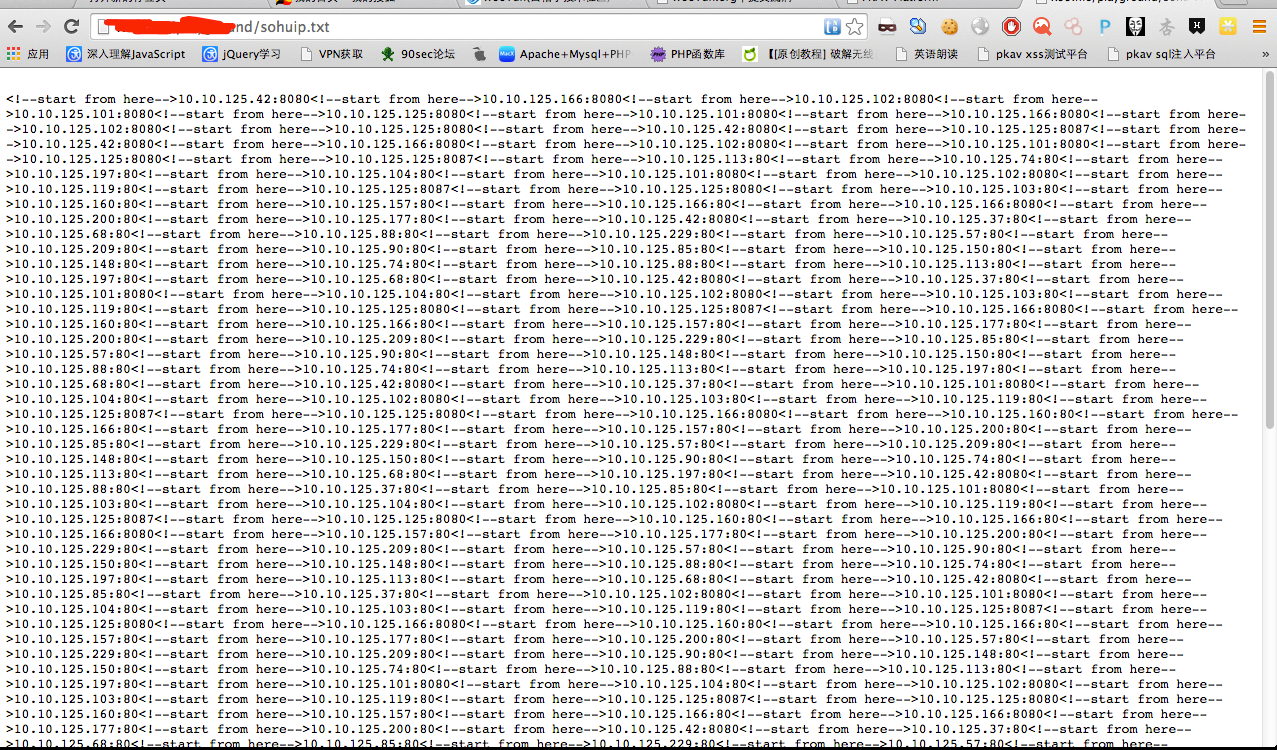 nd/sohuip.txt
应用 深入理解JavaScript jQuery学习 VPN获取 90sec论坛 Apache+Mysql+PHP PHP函数库 【[原创教程] 破解无线 英语朗读 pkav xss测试平台 pkav sql注入平台 »
<!--start from here-->10.10.125.42:8080<!--start from here-->10.10.125.166:8080<!--start from here-->10.10.125.102:8080<!--start from here--
>10.10.125.101:8080<!--start from here-->10.10.125.125:8080<!--start from here-->10.10.125.101:8080<!--start from here-->10.10.125.166:8080<!--start from here-
->10.10.125.102:8080<!--start from here-->10.10.125.125:8080<!--start from here-->10.10.125.42:8080<!--start from here-->10.10.125.125:8087<!--start from here-
->10.10.125.42:8080<!--start from here-->10.10.125.166:8080<!--start from here-->10.10.125.102:8080<!--start from here-->10.10.125.101:8080<!--start from here-
->10.10.125.125:8080<!--start from here-->10.10.125.125:8087<!--start from here-->10.10.125.113:80<!--start from here-->10.10.125.74:80<!--start from here--
>10.10.125.197:80<!--start from here-->10.10.125.104:80<!--start from here-->10.10.125.101:8080<!--start from here-->10.10.125.102:8080<!--start from here--
>10.10.125.119:80<!--start from here-->10.10.125.125:8087<!--start from here-->10.10.125.125:8080<!--start from here-->10.10.125.103:80<!--start from here--
>10.10.125.160:80<!--start from here-->10.10.125.157:80<!--start from here-->10.10.125.166:80<!--start from here-->10.10.125.166:8080<!--start from here--
>10.10.125.200:80<!--start from here-->10.10.125.177:80<!--start from here-->10.10.125.42:8080<!--start from here-->10.10.125.37:80<!--start from here--
>10.10.125.68:80<!--start from here-->10.10.125.88:80<!--start from here-->10.10.125.229:80<!--start from here-->10.10.125.57:80<!--start from here--
>10.10.125.209:80<!--start from here-->10.10.125.90:80<!--start from here-->10.10.125.85:80<!--start from here-->10.10.125.150:80<!--start from here--
>10.10.125.148:80<!--start from here-->10.10.125.74:80<!--start from here-->10.10.125.88:80<!--start from here-->10.10.125.113:80<!--start from here--
>10.10.125.197:80<!--start from here-->10.10.125.68:80<!--start from here-->10.10.125.42:8080<!--start from here-->10.10.125.37:80<!--start from here--
>10.10.125.101:8080<!--start from here-->10.10.125.104:80<!--start from here-->10.10.125.102:8080<!--start from here-->10.10.125.103:80<!--start from here--
>10.10.125.119:80<!--start from here-->10.10.125.125:8080<!--start from here-->10.10.125.125:8087<!--start from here-->10.10.125.166:8080<!--start from here--
>10.10.125.160:80<!--start from here-->10.10.125.166:80<!--start from here-->10.10.125.157:80<!--start from here-->10.10.125.177:80<!--start from here--
>10.10.125.200:80<!--start from here-->10.10.125.209:80<!--start from here-->10.10.125.229:80<!--start from here-->10.10.125.85:80<!--start from here--
>10.10.125.57:80<!--start from here-->10.10.125.90:80<!--start from here-->10.10.125.148:80<!--start from here-->10.10.125.150:80<!--start from here--
>10.10.125.88:80<!--start from here-->10.10.125.74:80<!--start from here-->10.10.125.113:80<!--start from here-->10.10.125.197:80<!--start from here--
>10.10.125.68:80<!--start from here-->10.10.125.42:8080<!--start from here-->10.10.125.37:80<!--start from here-->10.10.125.101:8080<!--start from here--
>10.10.125.104:80<!--start from here-->10.10.125.102:8080<!--start from here-->10.10.125.103:80<!--start from here-->10.10.125.119:80<!--start from here--
>10.10.125.125:8087<!--start from here-->10.10.125.125:8080<!--start from here-->10.10.125.166:8080<!--start from here-->10.10.125.160:80<!--start from here--
>10.10.125.166:80<!--start from here-->10.10.125.177:80<!--start from here-->10.10.125.157:80<!--start from here-->10.10.125.200:80<!--start from here--
>10.10.125.85:80<!--start from here-->10.10.125.229:80<!--start from here-->10.10.125.57:80<!--start from here-->10.10.125.209:80<!--start from here--
>10.10.125.148:80<!--start from here-->10.10.125.150:80<!--start from here-->10.10.125.90:80<!--start from here-->10.10.125.74:80<!--start from here--
>10.10.125.113:80<!--start from here-->10.10.125.68:80<!--start from here-->10.10.125.197:80<!--start from here-->10.10.125.42:8080<!--start from here--
>10.10.125.88:80<!--start from here-->10.10.125.37:80<!--start from here-->10.10.125.85:80<!--start from here-->10.10.125.101:8080<!--start from here--
>10.10.125.103:80<!--start from here-->10.10.125.104:80<!--start from here-->10.10.125.102:8080<!--start from here-->10.10.125.119:80<!--start from here--
>10.10.125.125:8087<!--start from here-->10.10.125.125:8080<!--start from here-->10.10.125.160:80<!--start from here-->10.10.125.166:80<!--start from here--
>10.10.125.166:8080<!--start from here-->10.10.125.157:80<!--start from here-->10.10.125.177:80<!--start from here-->10.10.125.200:80<!--start from here--
>10.10.125.229:80<!--start from here-->10.10.125.209:80<!--start from here-->10.10.125.57:80<!--start from here-->10.10.125.90:80<!--start from here--
>10.10.125.150:80<!--start from here-->10.10.125.148:80<!--start from here-->10.10.125.88:80<!--start from here-->10.10.125.74:80<!--start from here--
>10.10.125.197:80<!--start from here-->10.10.125.113:80<!--start from here-->10.10.125.68:80<!--start from here-->10.10.125.42:8080<!--start from here--
>10.10.125.85:80<!--start from here-->10.10.125.37:80<!--start from here-->10.10.125.102:8080<!--start from here-->10.10.125.101:8080<!--start from here--
>10.10.125.104:80<!--start from here-->10.10.125.103:80<!--start from here-->10.10.125.119:80<!--start from here-->10.10.125.125:8087<!--start from here--
>10.10.125.125:8080<!--start from here-->10.10.125.166:8080<!--start from here-->10.10.125.160:80<!--start from here-->10.10.125.166:80<!--start from here--
>10.10.125.157:80<!--start from here-->10.10.125.177:80<!--start from here-->10.10.125.200:80<!--start from here-->10.10.125.57:80<!--start from here--
>10.10.125.229:80<!--start from here-->10.10.125.209:80<!--start from here-->10.10.125.90:80<!--start from here-->10.10.125.148:80<!--start from here--
>10.10.125.150:80<!--start from here-->10.10.125.74:80<!--start from here-->10.10.125.88:80<!--start from here-->10.10.125.113:80<!--start from here--
>10.10.125.197:80<!--start from here-->10.10.125.101:8080<!--start from here-->10.10.125.104:80<!--start from here-->10.10.125.102:8080<!--start from here--
>10.10.125.103:80<!--start from here-->10.10.125.119:80<!--start from here-->10.10.125.125:8087<!--start from here-->10.10.125.125:8080<!--start from here--
>10.10.125.160:80<!--start from here-->10.10.125.157:80<!--start from here-->10.10.125.166:80<!--start from here-->10.10.125.166:8080<!--start from here--
>10.10.125.177:80<!--start from here-->10.10.125.200:80<!--start from here-->10.10.125.42:8080<!--start from here-->10.10.125.37:80<!--start from here--
>10.10.125.68:80<!--start from here-->10.10.125.85:80<!--start from here-->10.10.125.229:80<!--start from here-->10.10.125.57:80<!--start from here--